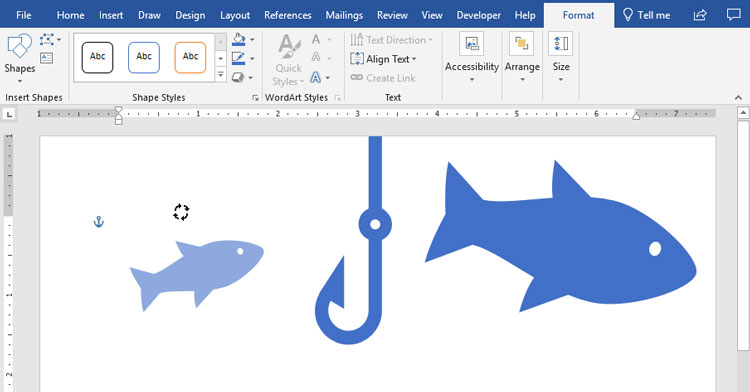 File Home Insert Draw Design Layout References Mailings Review View Developer Help Format Tell me
Shapes
Insert Shapes
Abc Abc Abc
Shape Styles
Quick
Styles
WordArt Styles
Text Direction
Align Text
Create Link
Text
Accessibility
Arrange
Size
L 1 1 2 3 4 5 6 7
1
1
2